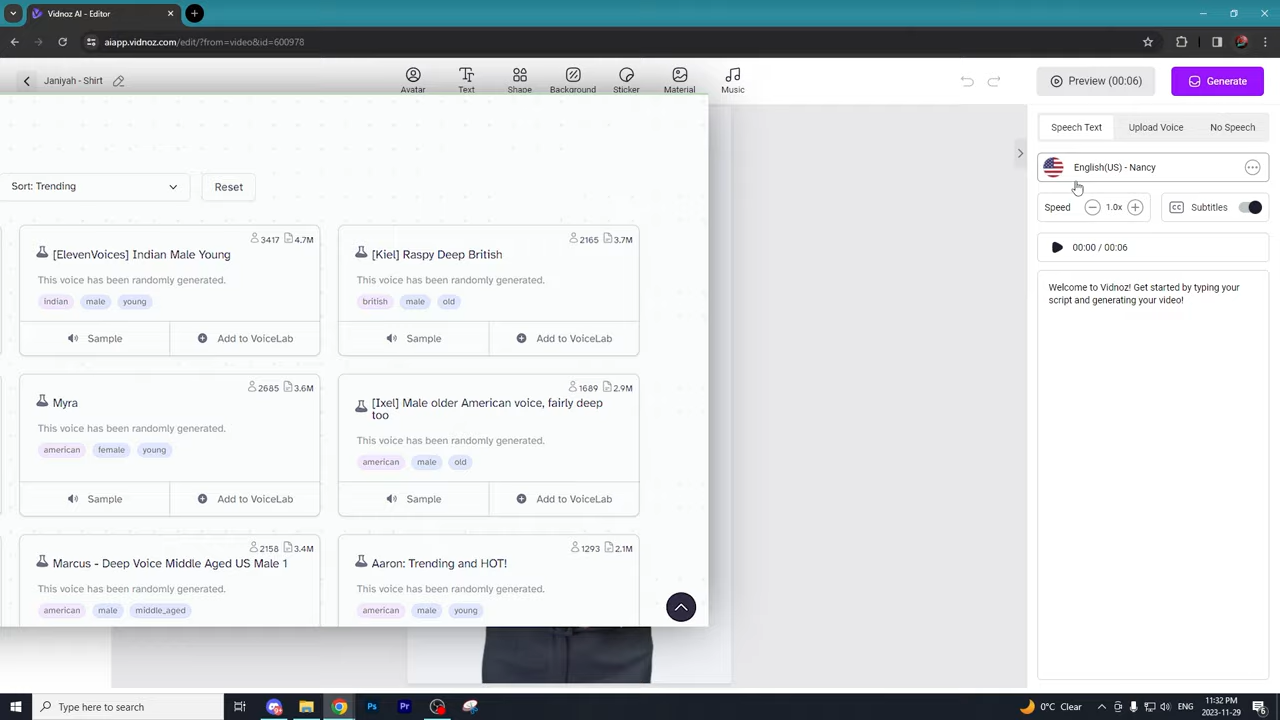 Vidnoz AI - Editor
aiapp.vidnoz.com/edit/?from=video&id=600978
Janiyah - Shirt
Avatar
Text
Shape
Background
Sticker
Material
Music
Preview (00:06)
Generate
Speech Text
Upload Voice
No Speech
English(US) - Nancy
Speed
1.0x
CC
Subtitles
00:00 / 00:06
Welcome to Vidnoz! Get started by typing your
script and generating your video!
Sort: Trending
Reset
3417
4.7M
[ElevenVoices] Indian Male Young
This voice has been randomly generated.
indian
male
young
Sample
Add to VoiceLab
2165
3.7M
[Kiel] Raspy Deep British
This voice has been randomly generated.
british
male
old
Sample
Add to VoiceLab
2685
3.6M
Myra
This voice has been randomly generated.
american
female
young
Sample
Add to VoiceLab
1689
2.9M
[Ixel] Male older American voice, fairly deep
too
This voice has been randomly generated.
american
male
old
Sample
Add to VoiceLab
2158
3.4M
Marcus - Deep Voice Middle Aged US Male 1
This voice has been randomly generated.
american
male
middle_aged
1293
2.1M
Aaron: Trending and HOT!
This voice has been randomly generated.
american
male
young
Type here to search
Ps
Pr
0°C Clear
ENG
11:32 PM
2023-11-29
6